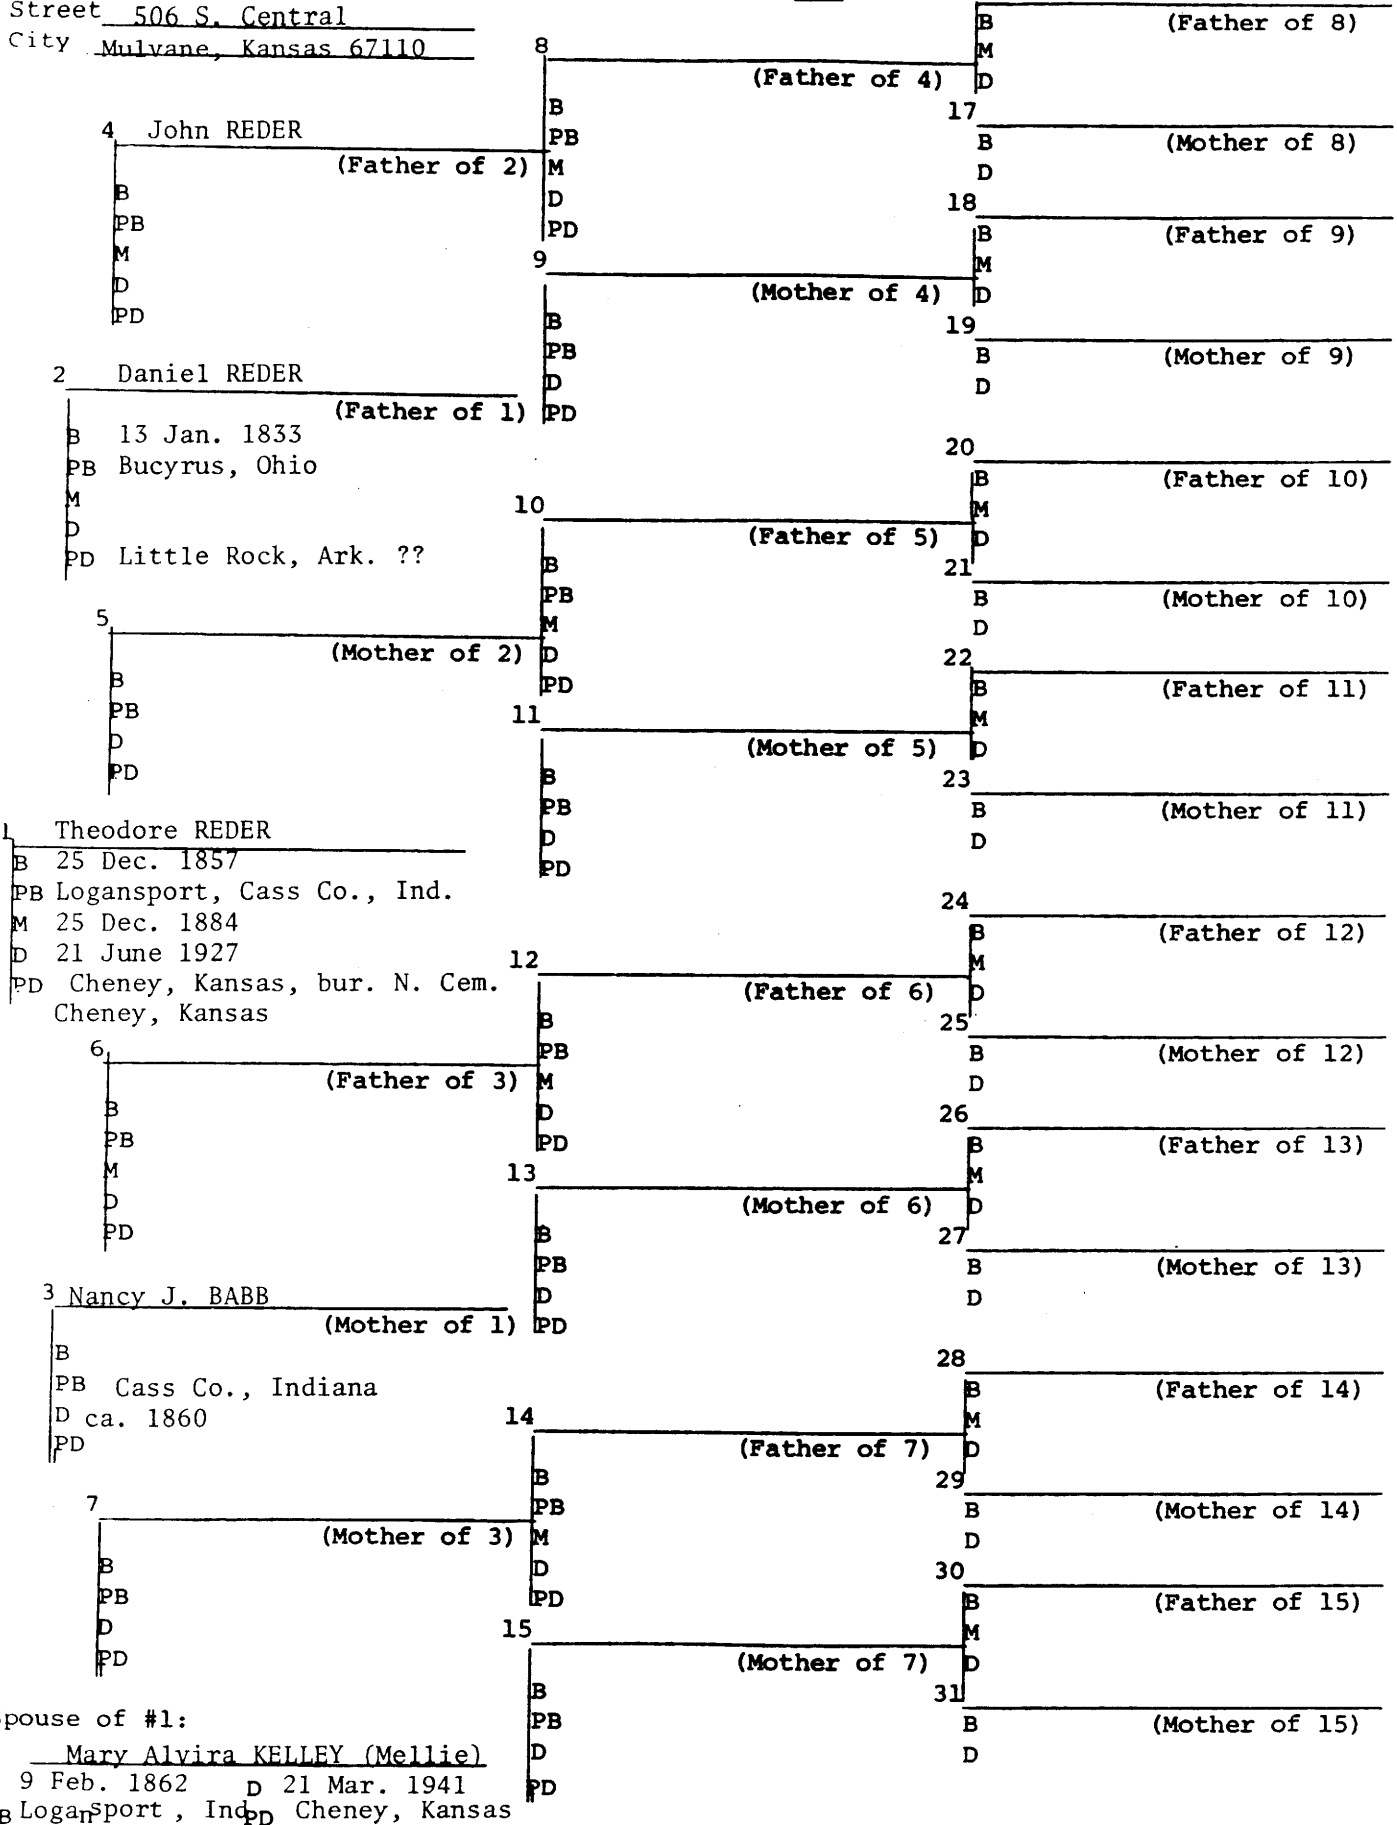 Street 506 S. Central
City Mulvane, Kansas 67110
4 John REDER
(Father of 2)
B
PB
M
D
PD
2 Daniel REDER
(Father of 1)
B 13 Jan. 1833
PB Bucyrus, Ohio
M
D
PD Little Rock, Ark. ??
5
(Mother of 2)
B
PB
D
PD
1 Theodore REDER
B 25 Dec. 1857
PB Logansport, Cass Co., Ind.
M 25 Dec. 1884
D 21 June 1927
PD Cheney, Kansas, bur. N. Cem.
Cheney, Kansas
6
(Father of 3)
B
PB
M
D
PD
3 Nancy J. BABB
(Mother of 1)
B
PB Cass Co., Indiana
D ca. 1860
PD
7
(Mother of 3)
B
PB
D
PD
Spouse of #1:
Mary Alvira KELLEY (Mellie)
9 Feb. 1862 D 21 Mar. 1941
B Logansport, Ind PD Cheney, Kansas
8
(Father of 4)
B
PB
M
D
PD
9
(Mother of 4)
B
PB
D
PD
10
(Father of 5)
B
PB
M
D
PD
11
(Mother of 5)
B
PB
D
PD
12
(Father of 6)
B
PB
M
D
PD
13
(Mother of 6)
B
PB
D
PD
14
(Father of 7)
B
PB
M
D
PD
15
(Mother of 7)
B
PB
D
PD
B (Father of 8)
M
D
17
B (Mother of 8)
D
18
B (Father of 9)
M
D
19
B (Mother of 9)
D
20
B (Father of 10)
M
D
21
B (Mother of 10)
D
22
B (Father of 11)
M
D
23
B (Mother of 11)
D
24
B (Father of 12)
M
D
25
B (Mother of 12)
D
26
B (Father of 13)
M
D
27
B (Mother of 13)
D
28
B (Father of 14)
M
D
29
B (Mother of 14)
D
30
B (Father of 15)
M
D
31
B (Mother of 15)
D